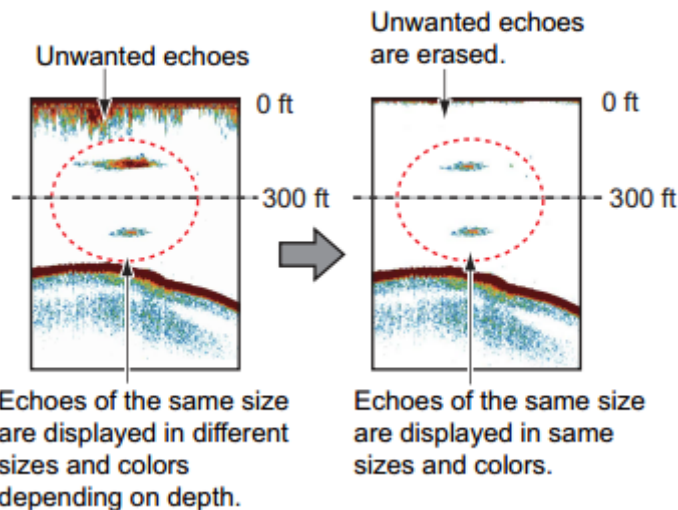 Unwanted echoes
0 ft
300 ft
Echoes of the same size
are displayed in different
sizes and colors
depending on depth.
Unwanted echoes
are erased.
0 ft
300 ft
Echoes of the same size
are displayed in same
sizes and colors.